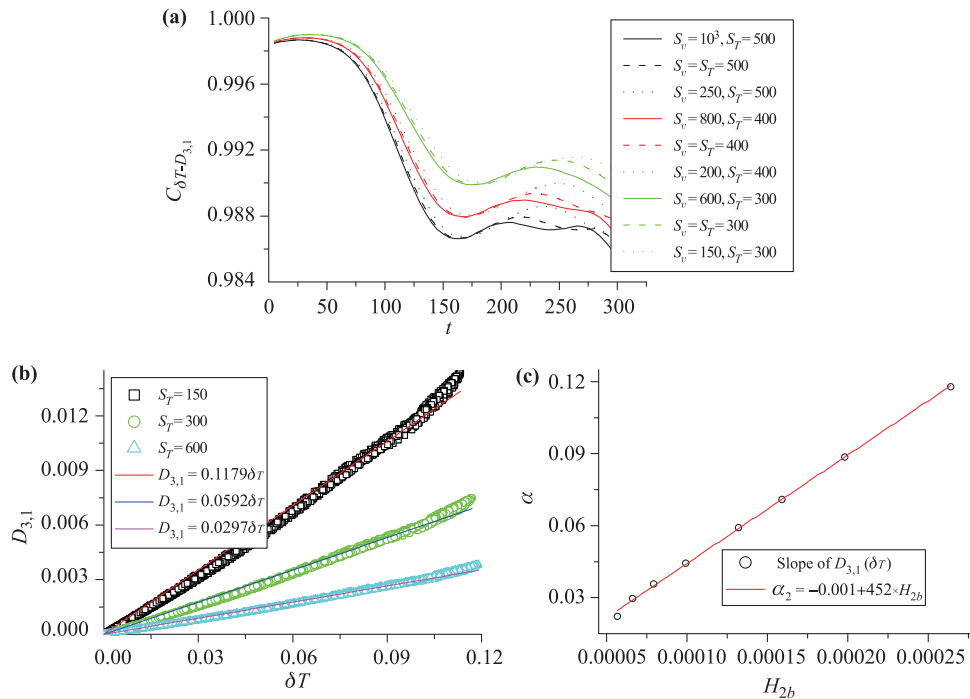 (a)
1.000
0.996
0.992
0.988
0.984
C_{δT-D_{3,1}}
0
50
100
150
200
250
300
t
S_v=10³, S_T=500
S_v=S_T=500
S_v=250, S_T=500
S_v=800, S_T=400
S_v=S_T=400
S_v=200, S_T=400
S_v=600, S_T=300
S_v=S_T=300
S_v=150, S_T=300
(b)
0.012
0.009
0.006
0.003
0.000
D_{3,1}
S_T=150
S_T=300
S_T=600
D_{3,1}=0.1179δT
D_{3,1}=0.0592δT
D_{3,1}=0.0297δT
0.00
0.03
0.06
0.09
0.12
δT
(c)
0.12
0.09
0.06
0.03
α
Slope of D_{3,1}(δT)
α₂ = −0.001+452×H_{2b}
0.00005
0.00010
0.00015
0.00020
0.00025
H_{2b}